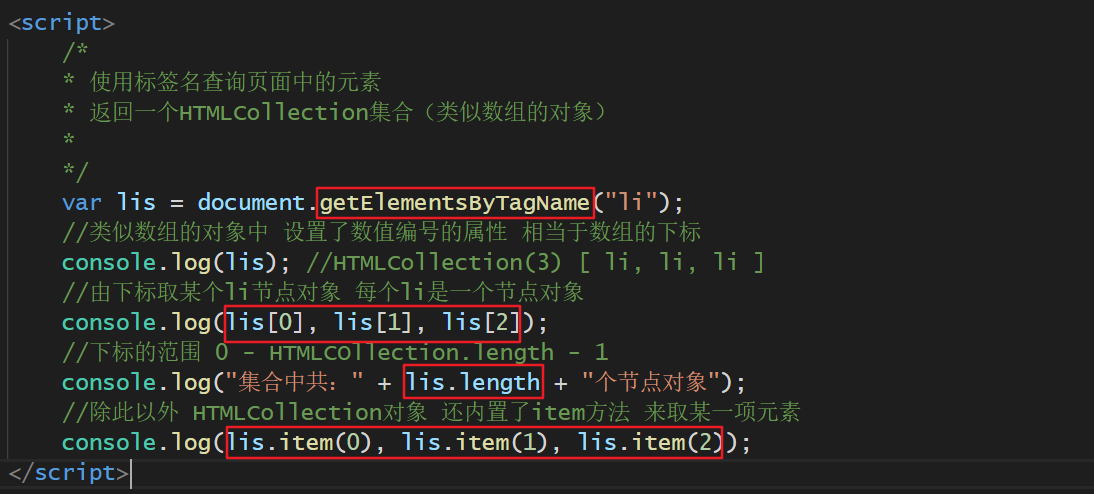 <script>
/*
* 使用标签名查询页面中的元素
* 返回一个HTMLCollection集合（类似数组的对象）
*
*/
var lis = document.getElementsByTagName("li");
//类似数组的对象中 设置了数值编号的属性 相当于数组的下标
console.log(lis); //HTMLCollection(3) [ li, li, li ]
//由下标取某个li节点对象 每个li是一个节点对象
console.log(lis[0], lis[1], lis[2]);
//下标的范围 0 - HTMLCOllection.length - 1
console.log("集合中共：" + lis.length + "个节点对象");
//除此以外 HTMLCollection对象 还内置了item方法 来取某一项元素
console.log(lis.item(0), lis.item(1), lis.item(2));
</script>